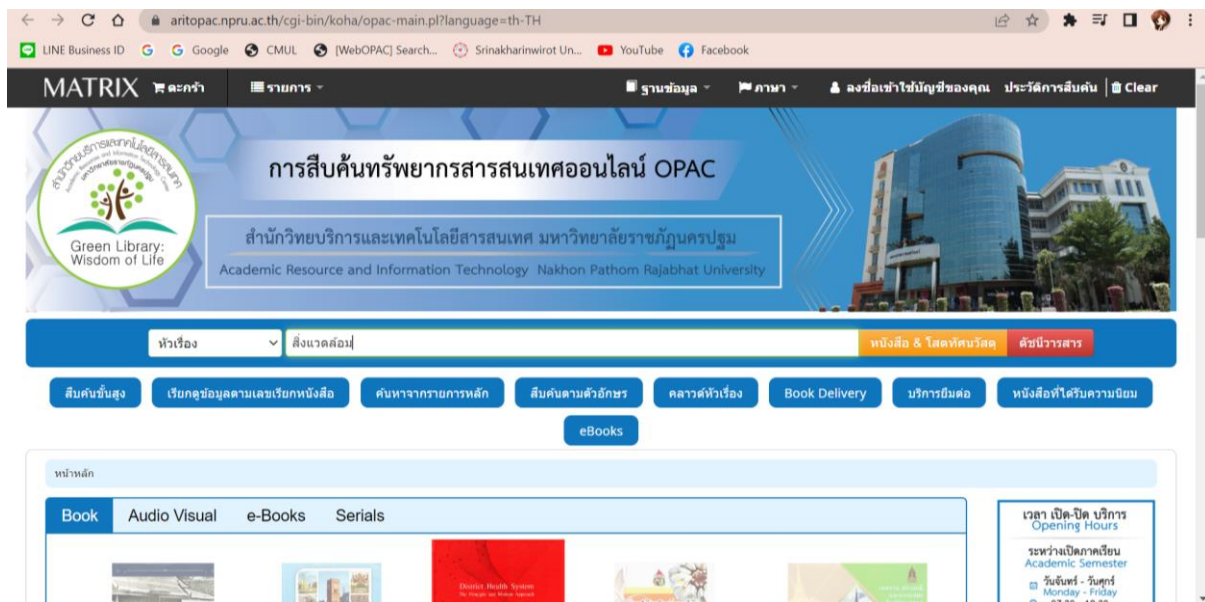 aritopac.npru.ac.th/cgi-bin/koha/opac-main.pl?language=th-TH
LINE Business ID G Google CMUL [WebOPAC] Search... Srinakharinwirot Un... YouTube Facebook
MATRIX ตะกร้า รายการ ฐานข้อมูล ภาษา ลงชื่อเข้าใช้บัญชีของคุณ ประวัติการสืบค้น Clear
การสืบค้นทรัพยากรสารสนเทศออนไลน์ OPAC
สำนักวิทยบริการและเทคโนโลยีสารสนเทศ มหาวิทยาลัยราชภัฏนครปฐม
Academic Resource and Information Technology Nakhon Pathom Rajabhat University
Green Library:
Wisdom of Life
หัวเรื่อง สิ่งแวดล้อม หนังสือ & โสตทัศนวัสดุ ดัชนีวารสาร
สืบค้นขั้นสูง เรียกดูข้อมูลตามเลขเรียกหนังสือ ค้นหาจากรายการหลัก สืบค้นตามตัวอักษร คลาวด์หัวเรื่อง Book Delivery บริการยืมต่อ หนังสือที่ได้รับความนิยม
eBooks
หน้าหลัก
Book Audio Visual e-Books Serials
District Health System
เวลา เปิด-ปิด บริการ
Opening Hours
ระหว่างเปิดภาคเรียน
Academic Semester
วันจันทร์ - วันศุกร์
Monday - Friday